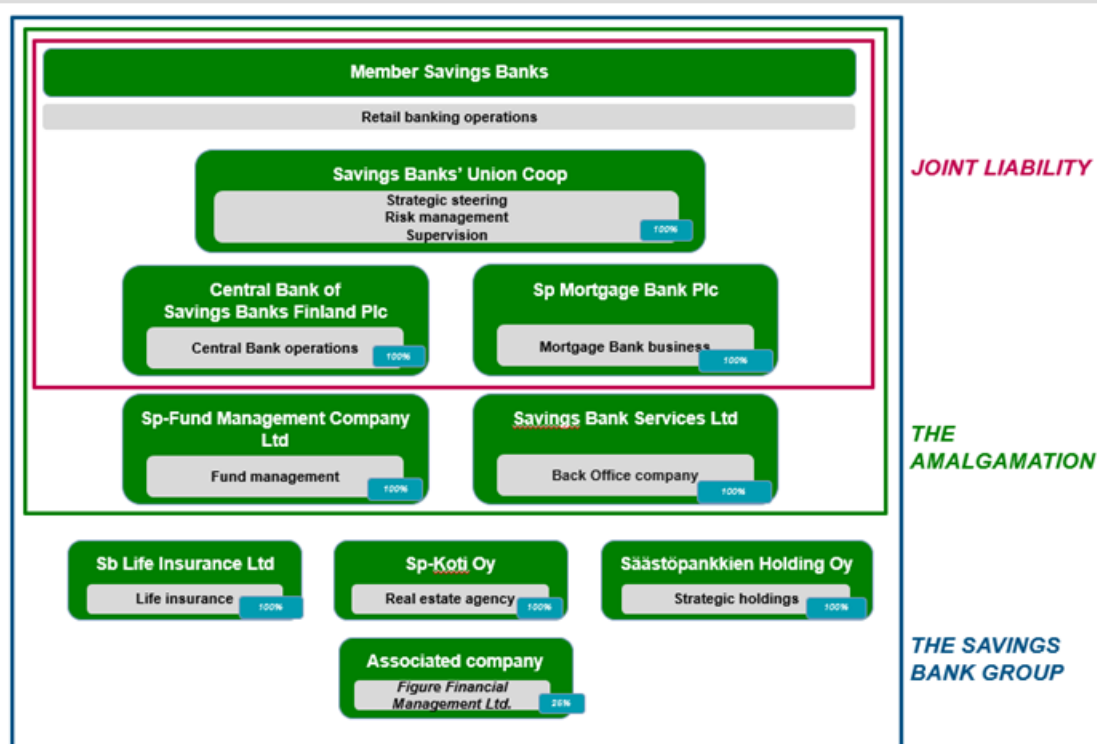 Member Savings Banks
Retail banking operations
Savings Banks' Union Coop
Strategic steering
Risk management
Supervision
100%
JOINT LIABILITY
Central Bank of
Savings Banks Finland Plc
Central Bank operations
100%
Sp Mortgage Bank Plc
Mortgage Bank business
100%
Sp-Fund Management Company
Ltd
Fund management
100%
Savings Bank Services Ltd
Back Office company
100%
THE
AMALGAMATION
Sb Life Insurance Ltd
Life insurance
100%
Sp-Koti Oy
Real estate agency
100%
Säästöpankkien Holding Oy
Strategic holdings
100%
Associated company
Figure Financial
Management Ltd.
25%
THE SAVINGS
BANK GROUP